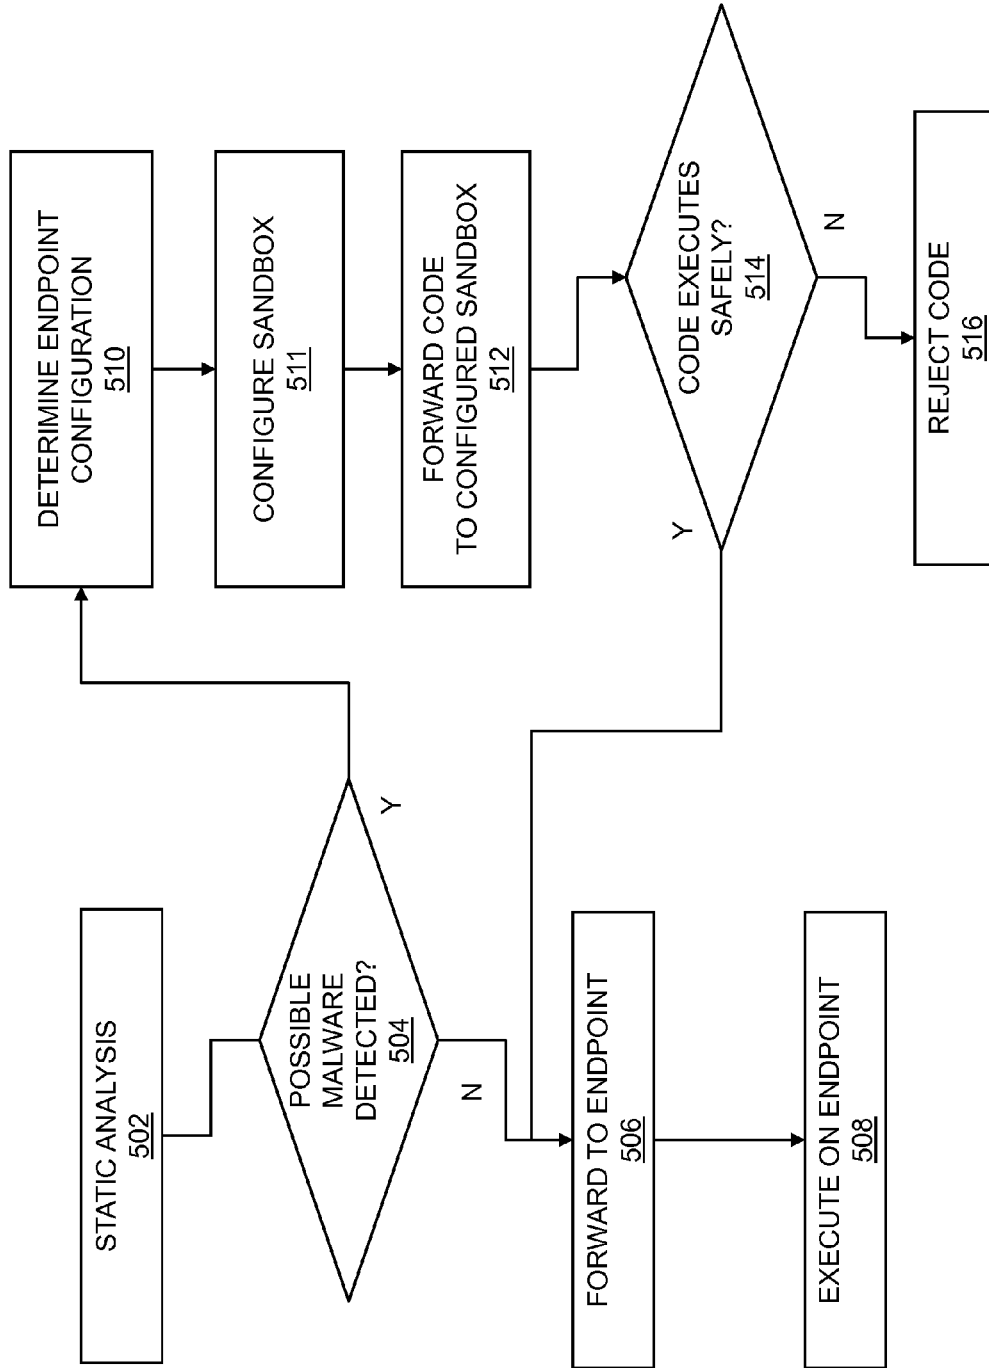 STATIC ANALYSIS
502
POSSIBLE
MALWARE
DETECTED?
504
Y
N
FORWARD TO ENDPOINT
506
EXECUTE ON ENDPOINT
508
DETERMINE ENDPOINT
CONFIGURATION
510
CONFIGURE SANDBOX
511
FORWARD CODE
TO CONFIGURED SANDBOX
512
CODE EXECUTES
SAFELY?
514
Y
N
REJECT CODE
516